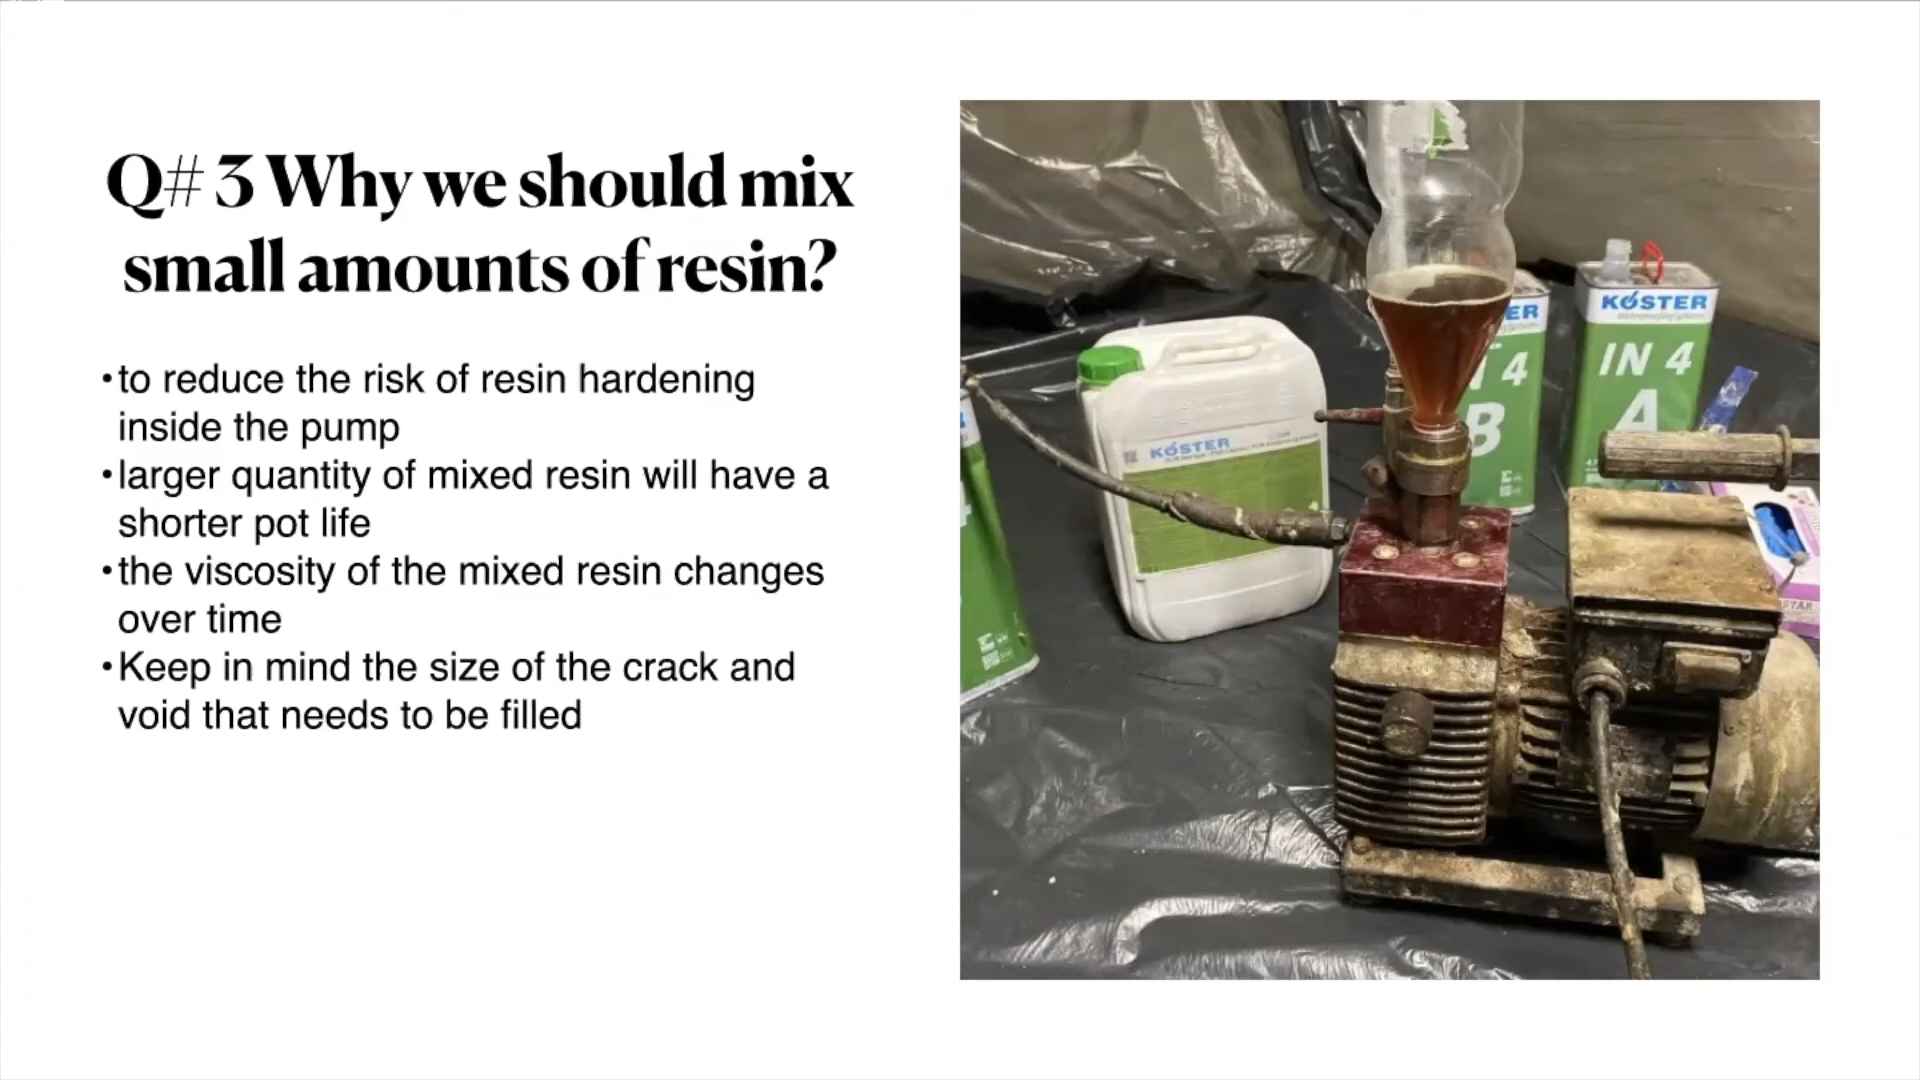 Q# 3 Why we should mix
small amounts of resin?
•to reduce the risk of resin hardening
inside the pump
•larger quantity of mixed resin will have a
shorter pot life
•the viscosity of the mixed resin changes
over time
•Keep in mind the size of the crack and
void that needs to be filled
KÖSTER
IN 4
A
ER
4
B
KÖSTER
STAR